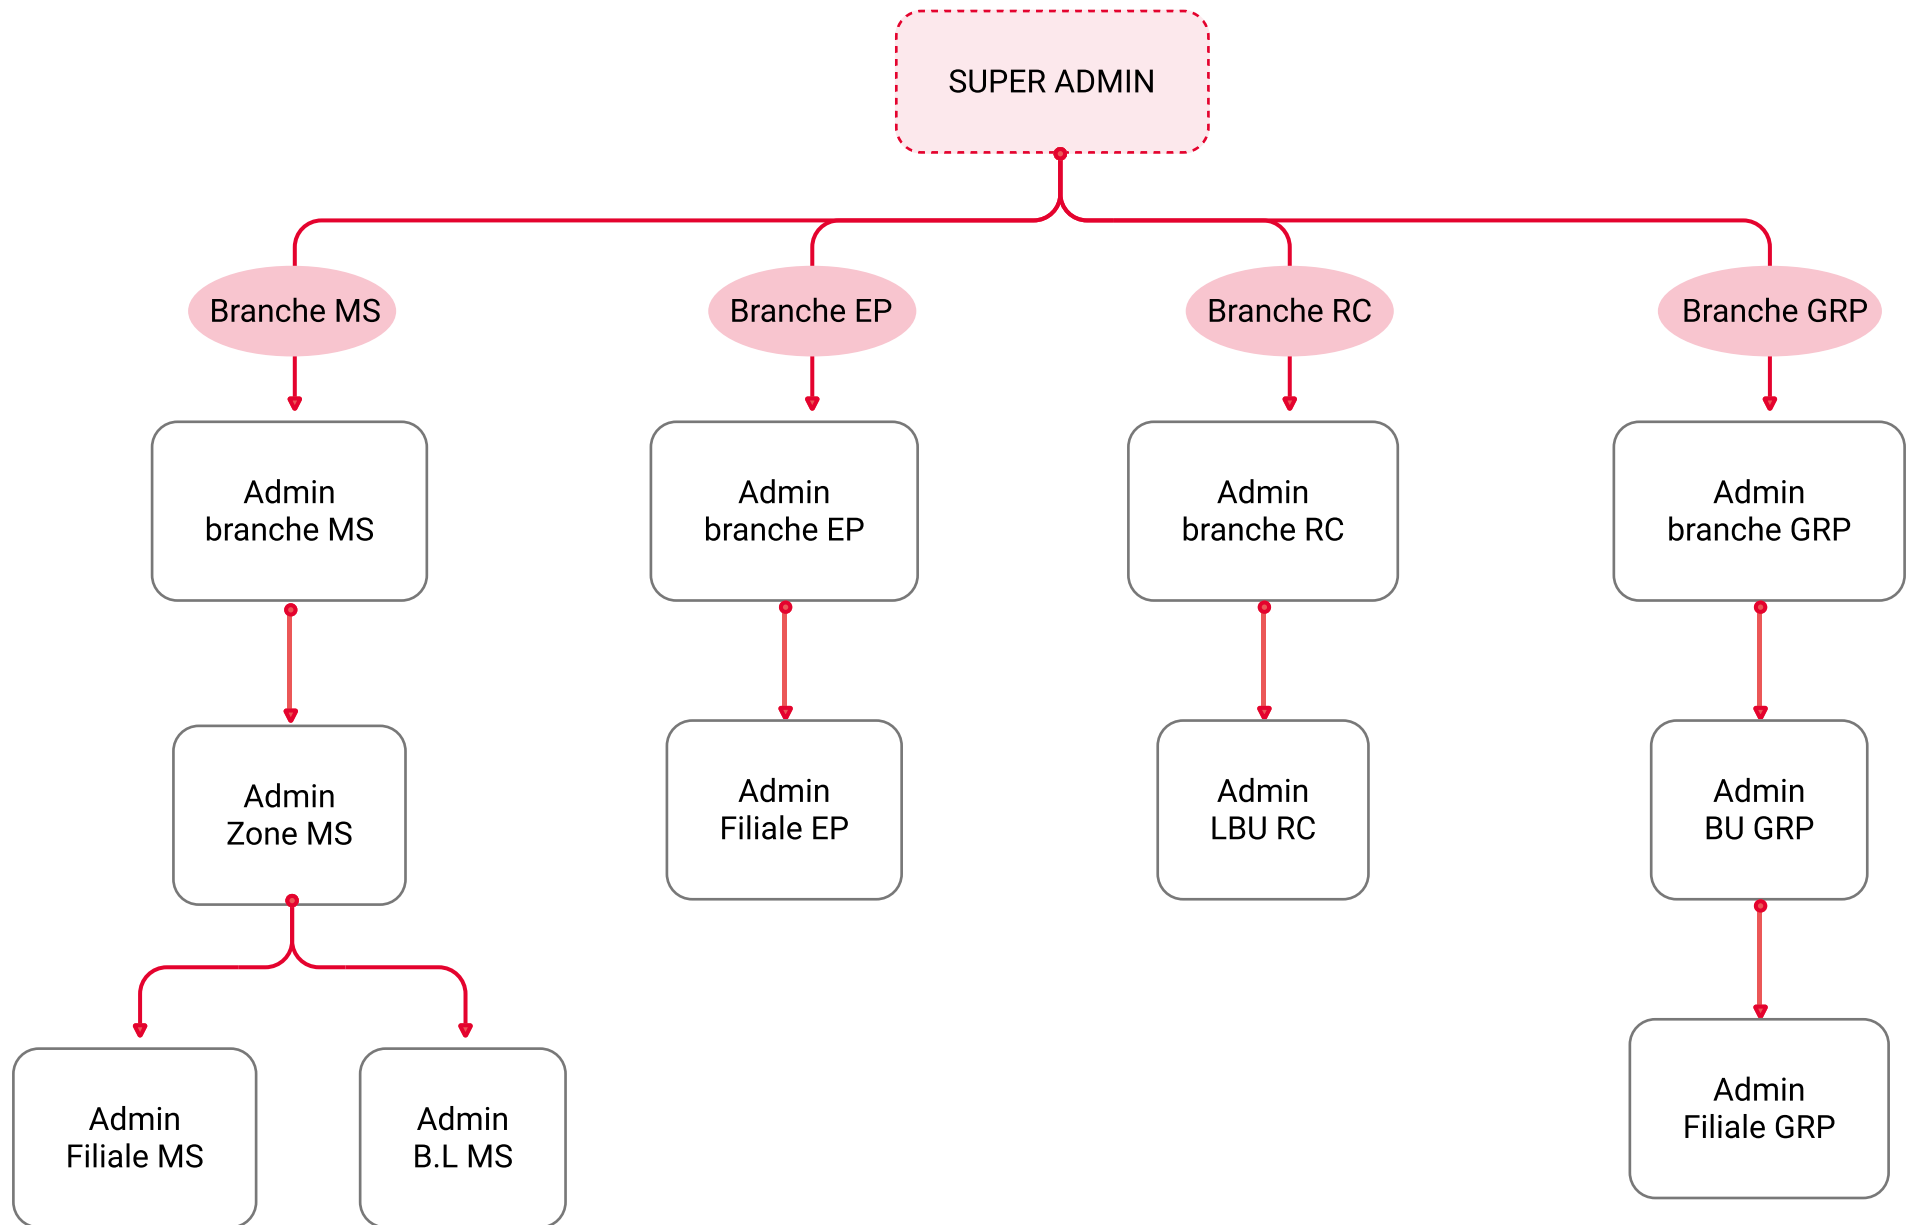 SUPER ADMIN
Branche MS
Branche EP
Branche RC
Branche GRP
Admin
branche MS
Admin
branche EP
Admin
branche RC
Admin
branche GRP
Admin
Zone MS
Admin
Filiale EP
Admin
LBU RC
Admin
BU GRP
Admin
Filiale MS
Admin
B.L MS
Admin
Filiale GRP